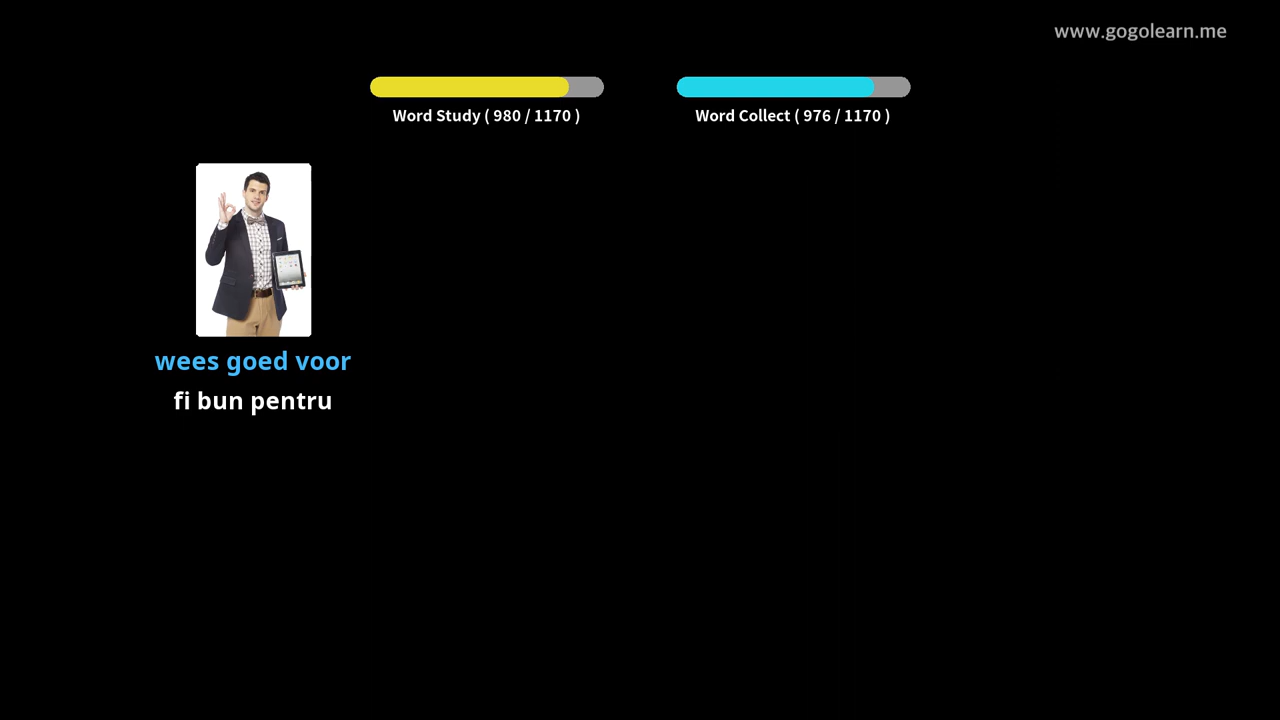 www.gogolearn.me
Word Study ( 980 / 1170 )
Word Collect ( 976 / 1170 )
wees goed voor
fi bun pentru